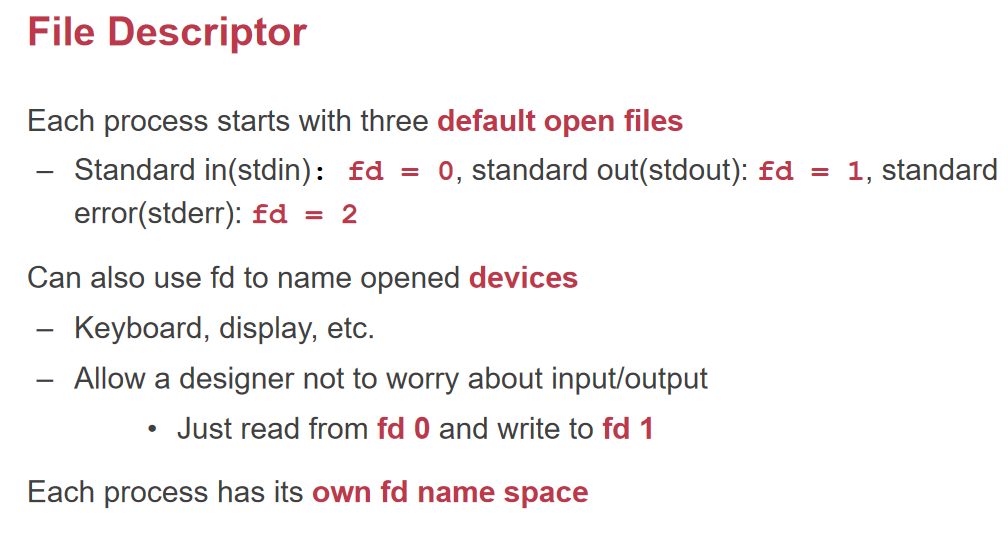 File Descriptor
Each process starts with three default open files
– Standard in(stdin): fd = 0, standard out(stdout): fd = 1, standard
error(stderr): fd = 2
Can also use fd to name opened devices
– Keyboard, display, etc.
– Allow a designer not to worry about input/output
• Just read from fd 0 and write to fd 1
Each process has its own fd name space